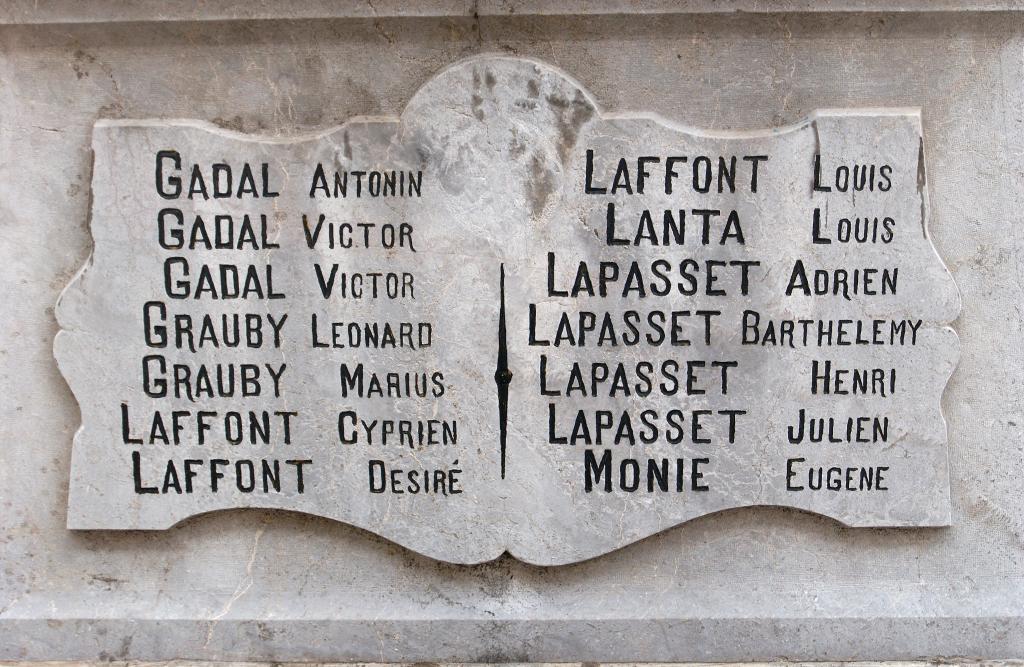 GADAL ANTONIN
GADAL VICTOR
GADAL VICTOR
GRAUBY LEONARD
GRAUBY MARIUS
LAFFONT CYPRIEN
LAFFONT DESIRÉ
LAFFONT LOUIS
LANTA LOUIS
LAPASSET ADRIEN
LAPASSET BARTHELEMY
LAPASSET HENRI
LAPASSET JULIEN
MONIE EUGENE